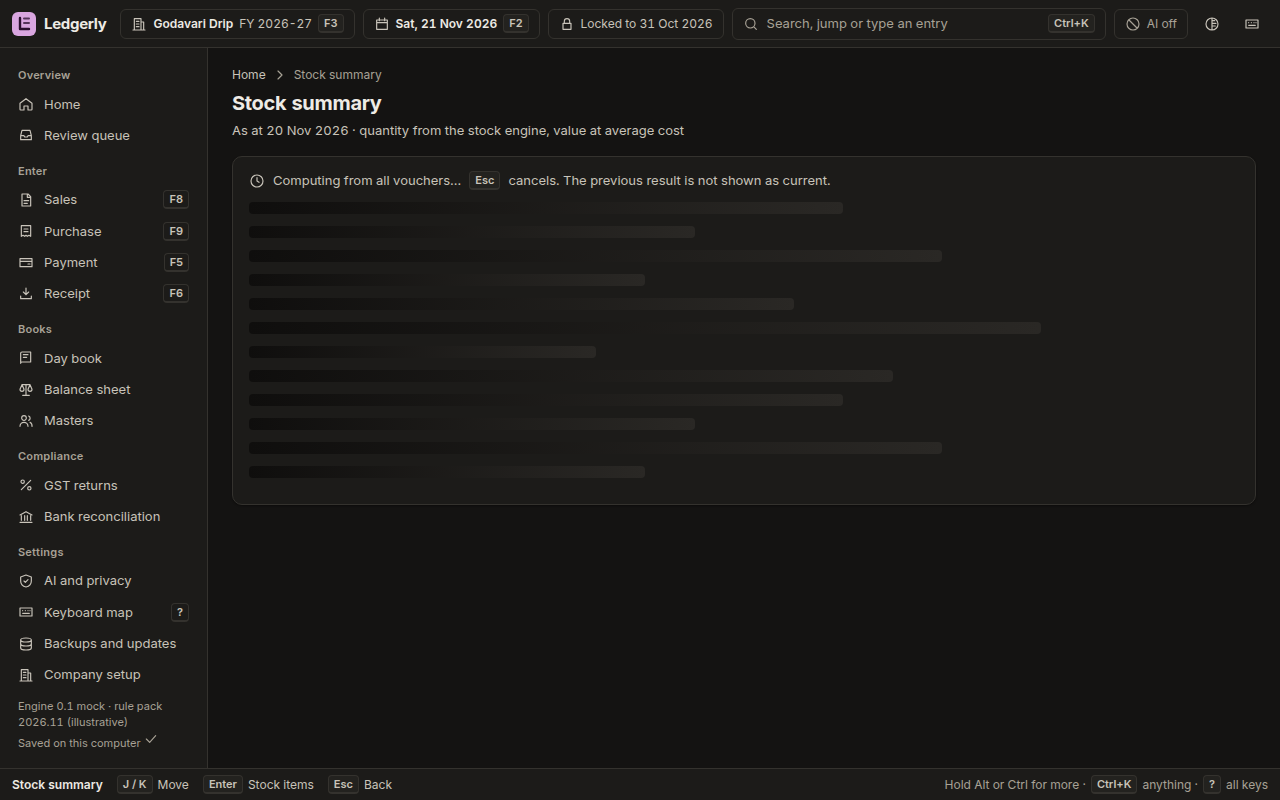 Ledgerly
Godavari Drip FY 2026-27 F3
Sat, 21 Nov 2026 F2
Locked to 31 Oct 2026
Search, jump or type an entry Ctrl+K
AI off
Overview
Home
Review queue
Enter
Sales F8
Purchase F9
Payment F5
Receipt F6
Books
Day book
Balance sheet
Masters
Compliance
GST returns
Bank reconciliation
Settings
AI and privacy
Keyboard map ?
Backups and updates
Company setup
Engine 0.1 mock · rule pack
2026.11 (illustrative)
Saved on this computer
Home > Stock summary
Stock summary
As at 20 Nov 2026 · quantity from the stock engine, value at average cost
Computing from all vouchers... Esc cancels. The previous result is not shown as current.
Stock summary J / K Move Enter Stock items Esc Back
Hold Alt or Ctrl for more · Ctrl+K anything · ? all keys